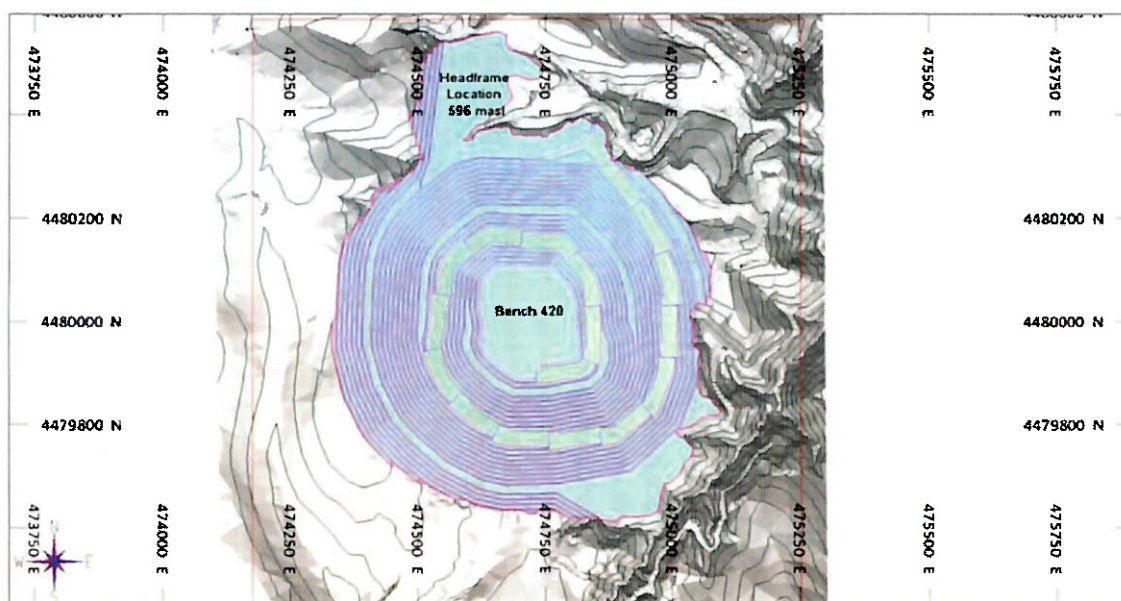 473750 E
474000 E
474250 E
474500 E
474750 E
475000 E
475250 E
475500 E
475750 E
Headframe
Location
596 masl
4480200 N
4480200 N
Bench 420
4480000 N
4480000 N
4479800 N
4479800 N
473750 E
474000 E
474250 E
474500 E
474750 E
475000 E
475250 E
475500 E
475750 E
N
W
E